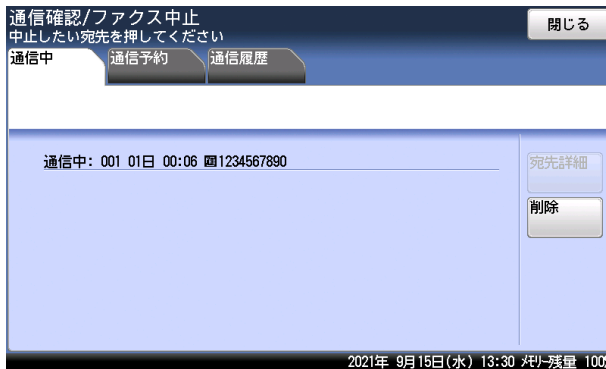 通信確認/ファクス中止
中止したい宛先を押してください
閉じる
通信中
通信予約
通信履歴
通信中: 001 01日 00:06 1234567890
宛先詳細
削除
2021年 9月15日(水) 13:30 ﾒﾓﾘｰ残量 100%